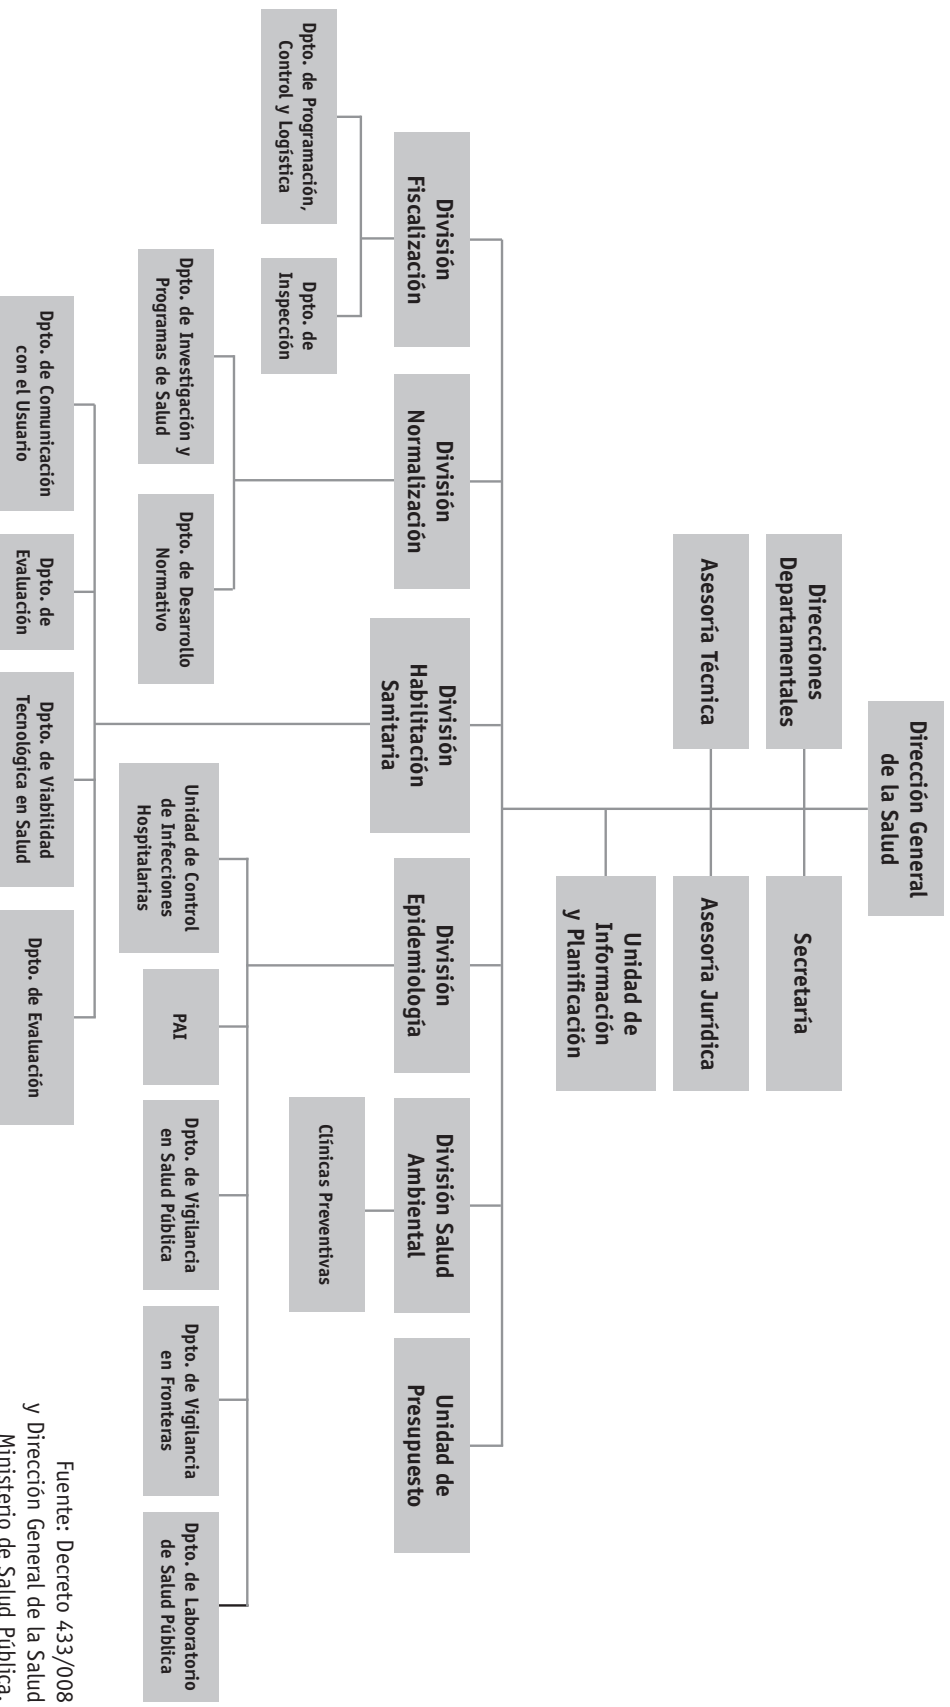 Dirección General
de la Salud
Direcciones
Departamentales
Secretaría
Asesoría Técnica
Asesoría Jurídica
Unidad de
Información
y Planificación
División
Fiscalización
División
Normalización
División
Habilitación
Sanitaria
División
Epidemiología
División Salud
Ambiental
Unidad de
Presupuesto
Dpto. de Programación,
Control y Logística
Dpto. de
Inspección
Clínicas Preventivas
Dpto. de Investigación y
Programas de Salud
Dpto. de Desarrollo
Normativo
Unidad de Control
de Infecciones
Hospitalarias
PAI
Dpto. de Vigilancia
en Salud Pública
Dpto. de Vigilancia
en Fronteras
Dpto. de Laboratorio
de Salud Pública
Dpto. de Comunicación
con el Usuario
Dpto. de
Evaluación
Dpto. de Viabilidad
Tecnológica en Salud
Dpto. de Evaluación
Fuente: Decreto 433/008
y Dirección General de la Salud
Ministerio de Salud Pública.